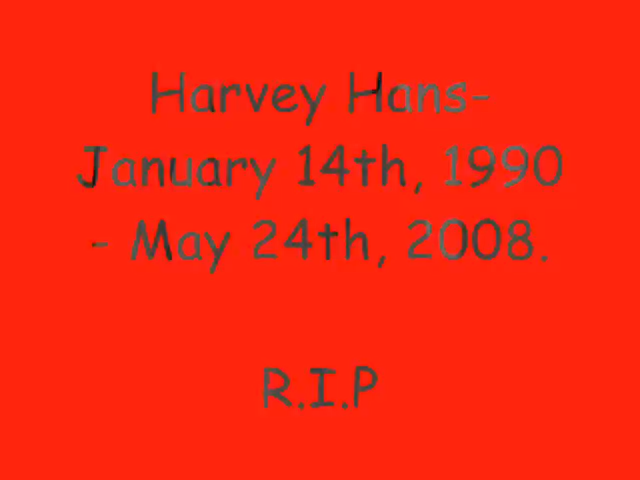 Harvey Hans-
January 14th, 1990
- May 24th, 2008.
R.I.P